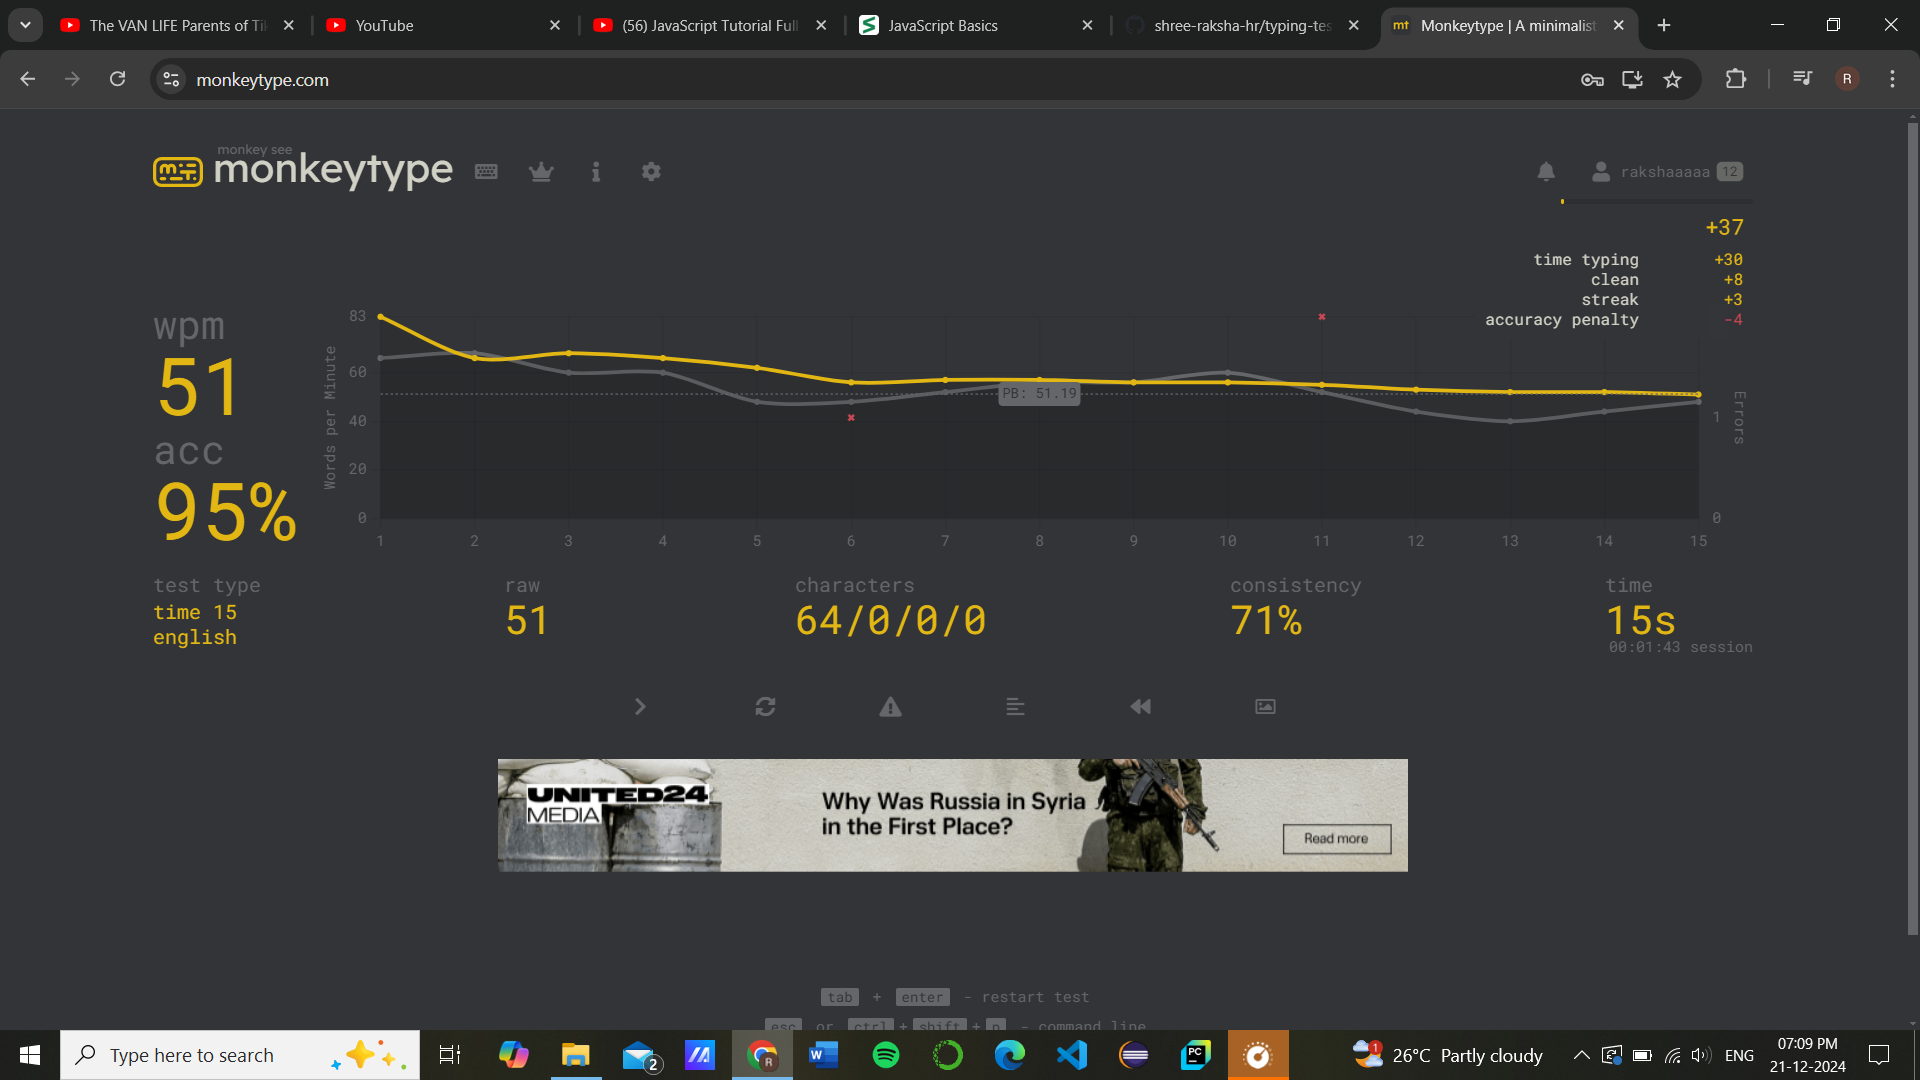 The VAN LIFE Parents of Tik
YouTube
(56) JavaScript Tutorial Full
JavaScript Basics
shree-raksha-hr/typing-tes
mt
Monkeytype | A minimalist
monkeytype.com
R
monkey see
monkeytype
rakshaaaaa 12
+37
time typing +30
clean +8
streak +3
accuracy penalty -4
wpm
51
acc
95%
Words per Minute
83
60
40
20
0
PB: 51.19
1
0
Errors
1 2 3 4 5 6 7 8 9 10 11 12 13 14 15
test type
time 15
english
raw
51
characters
64/0/0/0
consistency
71%
time
15s
00:01:43 session
UNITED24
MEDIA
Why Was Russia in Syria
in the First Place?
Read more
tab + enter - restart test
esc or ctrl + shift + p - command line
Type here to search
2
R
W
PC
1
26°C Partly cloudy
ENG
07:09 PM
21-12-2024